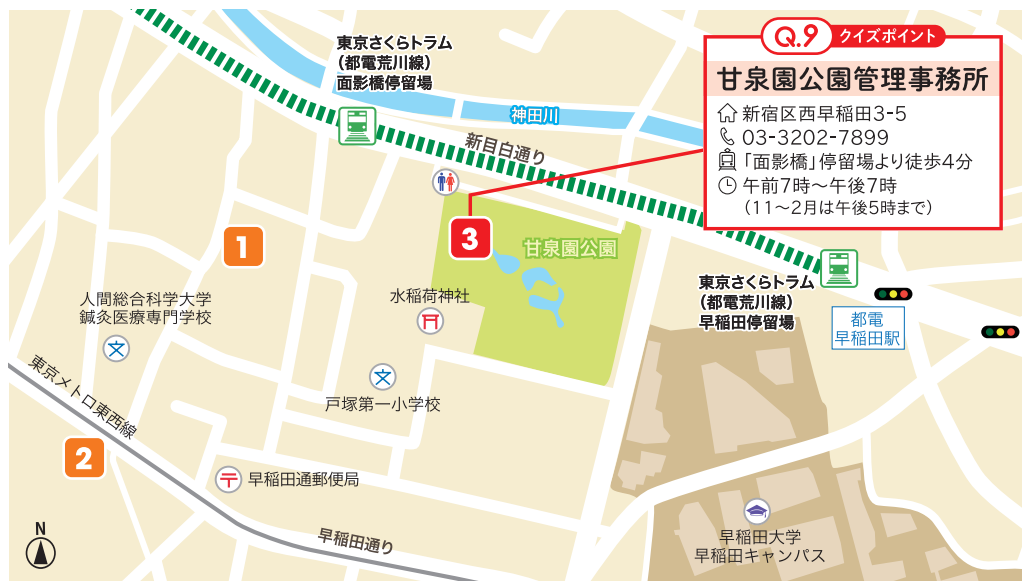 東京さくらトラム
（都電荒川線）
面影橋停留場
神田川
新目白通り
Q.9 クイズポイント
甘泉園公園管理事務所
新宿区西早稲田3-5
03-3202-7899
「面影橋」停留場より徒歩4分
午前7時～午後7時
（11～2月は午後5時まで）
1
3
甘泉園公園
東京さくらトラム
（都電荒川線）
早稲田停留場
都電
早稲田駅
人間総合科学大学
鍼灸医療専門学校
文
水稲荷神社
文
戸塚第一小学校
東京メトロ東西線
2
早稲田通郵便局
早稲田通り
早稲田大学
早稲田キャンパス
N